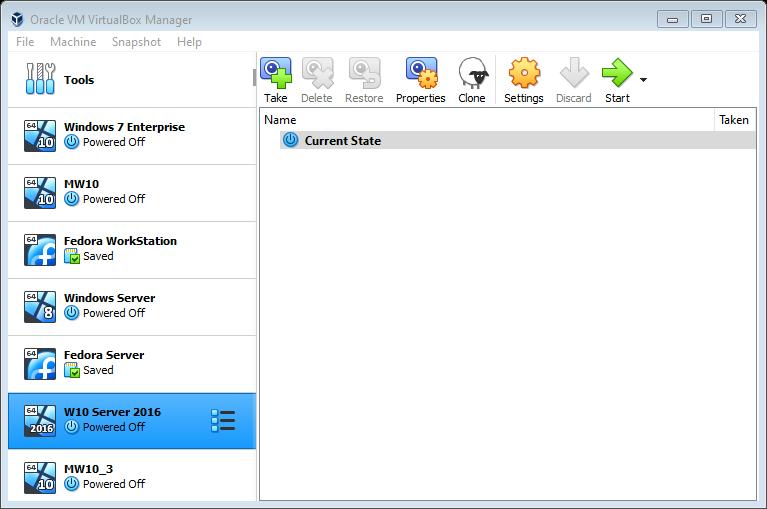 Oracle VM VirtualBox Manager
File Machine Snapshot Help
Tools
Take Delete Restore Properties Clone Settings Discard Start
Name Taken
Current State
64 10 Windows 7 Enterprise
Powered Off
64 10 MW10
Powered Off
64 Fedora WorkStation
Saved
64 8 Windows Server
Powered Off
64 Fedora Server
Saved
64 2016 W10 Server 2016
Powered Off
64 10 MW10_3
Powered Off